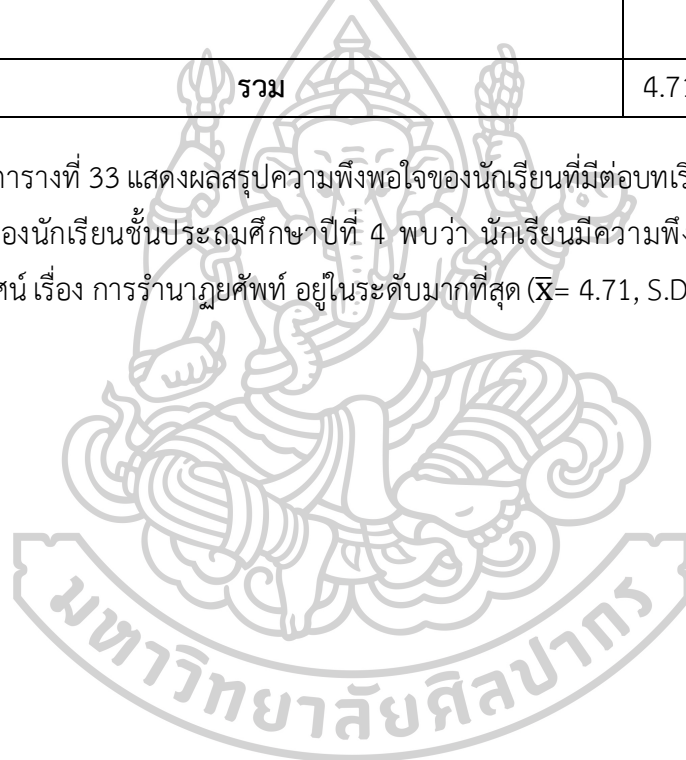 รวม 4.71
ารางที่ 33 แสดงผลสรุปความพึงพอใจของนักเรียนที่มีต่อบทเรี
องนักเรียนชั้นประถมศึกษาปีที่ 4 พบว่า นักเรียนมีความพึง
ศน์ เรื่อง การรำนาฏยศัพท์ อยู่ในระดับมากที่สุด (x̅= 4.71, S.D
มหาวิทยาลัยศิลปากร